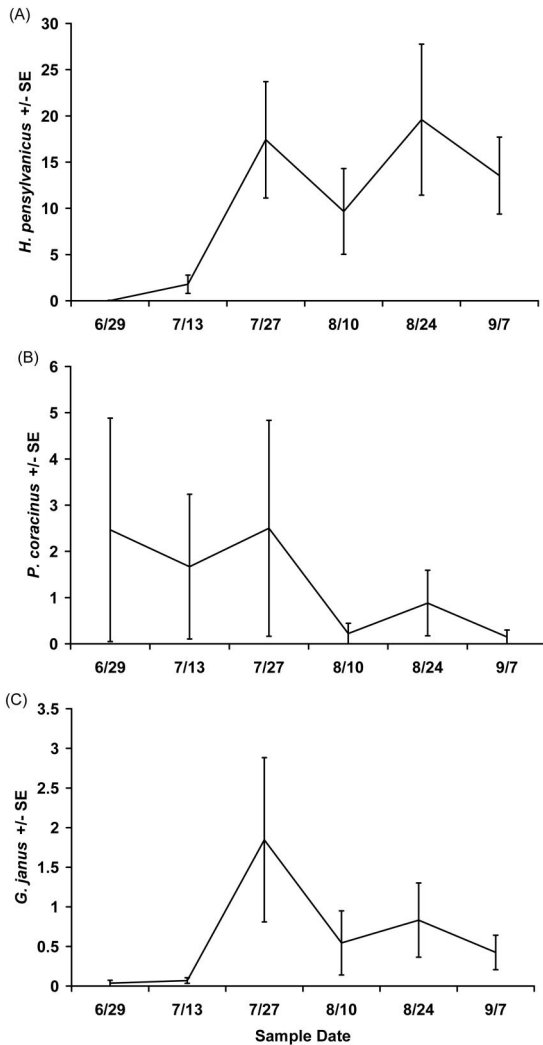 (A)
H. pensylvanicus +/- SE
30
25
20
15
10
5
0
6/29 7/13 7/27 8/10 8/24 9/7
(B)
P. coracinus +/- SE
6
5
4
3
2
1
0
6/29 7/13 7/27 8/10 8/24 9/7
(C)
G. janus +/- SE
3.5
3
2.5
2
1.5
1
0.5
0
6/29 7/13 7/27 8/10 8/24 9/7
Sample Date